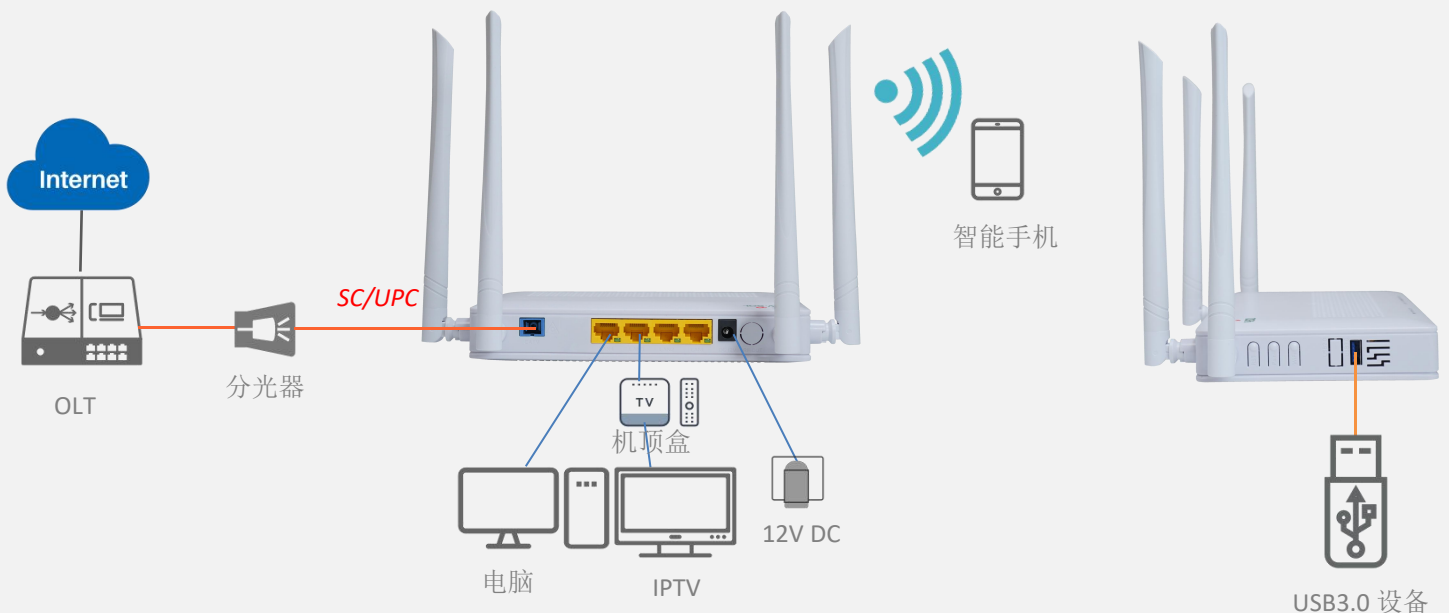 Internet
智能手机
SC/UPC
分光器
OLT
TV
机顶盒
12V DC
电脑
IPTV
USB3.0 设备